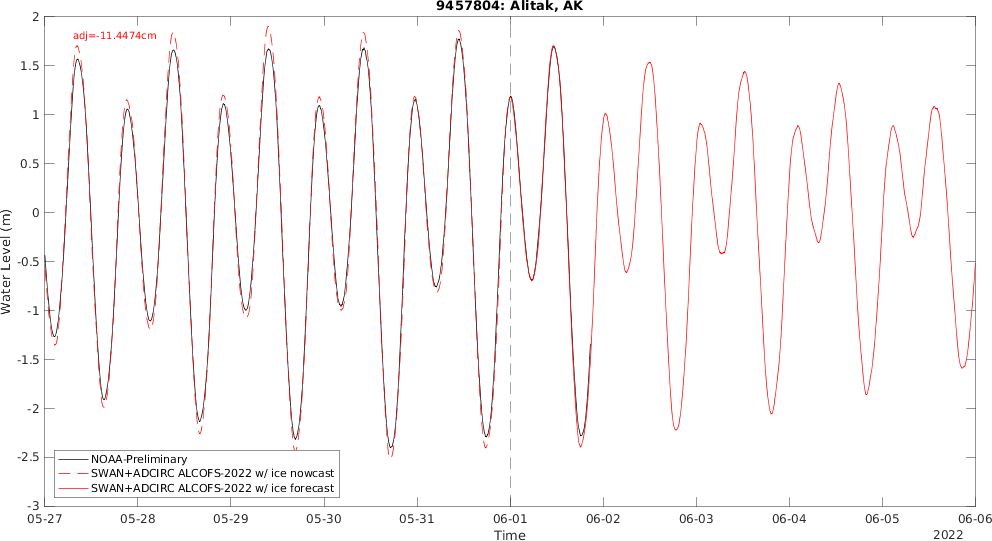 9457804: Alitak, AK
adj=-11.4474cm
2
1.5
1
0.5
0
-0.5
-1
-1.5
-2
-2.5
-3
Water Level (m)
NOAA-Preliminary
SWAN+ADCIRC ALCOFS-2022 w/ ice nowcast
SWAN+ADCIRC ALCOFS-2022 w/ ice forecast
05-27 05-28 05-29 05-30 05-31 06-01 06-02 06-03 06-04 06-05 06-06
Time
2022